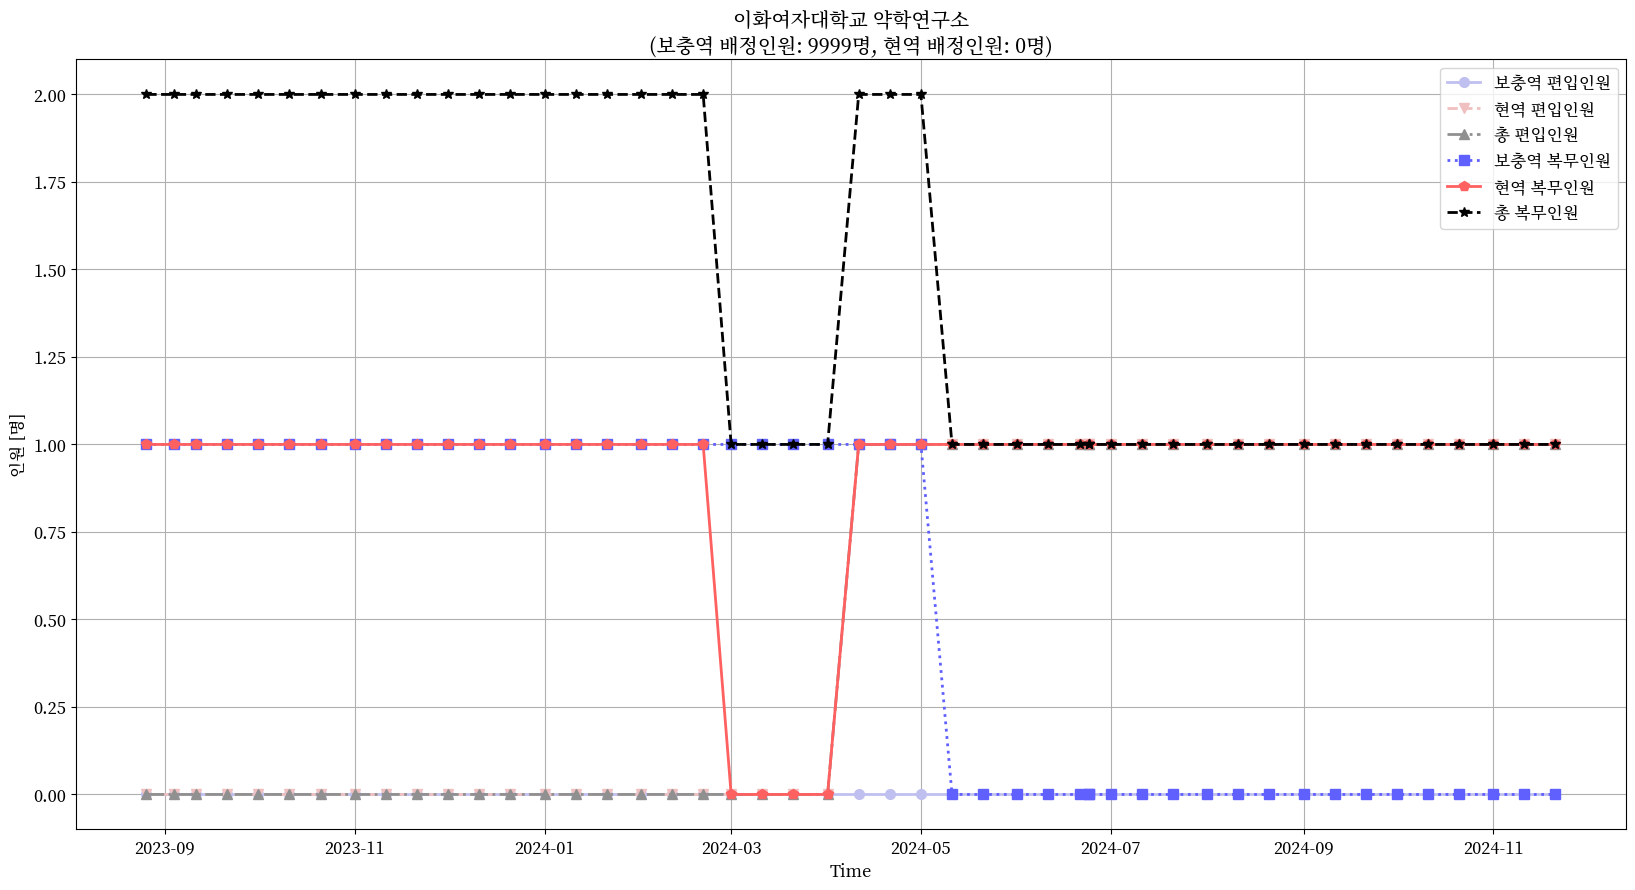 이화여자대학교 약학연구소
(보충역 배정인원: 9999명, 현역 배정인원: 0명)
보충역 편입인원
현역 편입인원
총 편입인원
보충역 복무인원
현역 복무인원
총 복무인원
인원 [명]
2.00
1.75
1.50
1.25
1.00
0.75
0.50
0.25
0.00
2023-09
2023-11
2024-01
2024-03
2024-05
2024-07
2024-09
2024-11
Time